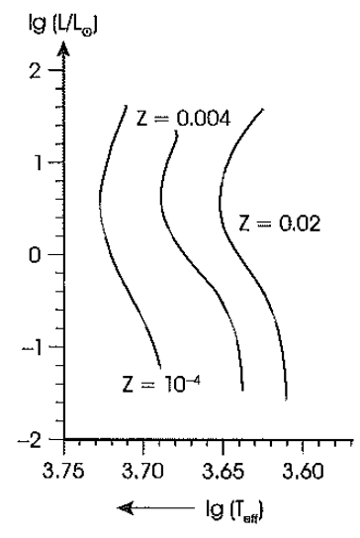 lg (L/L⊙)
2
Z = 0.004
1
Z = 0.02
0
−1
Z = 10⁻⁴
−2
3.75 3.70 3.65 3.60
lg (T_eff)